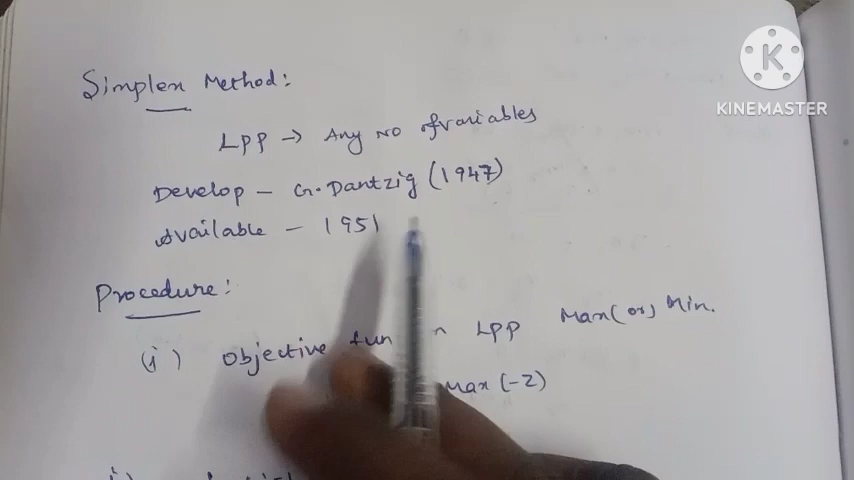 Simplex Method:
KINEMASTER
LPP → Any No of variables
Develop - G. Dantzig (1947)
Available - 1951
Procedure:
(i) Objective fun n LPP Max (or) Min.
Max (-Z)